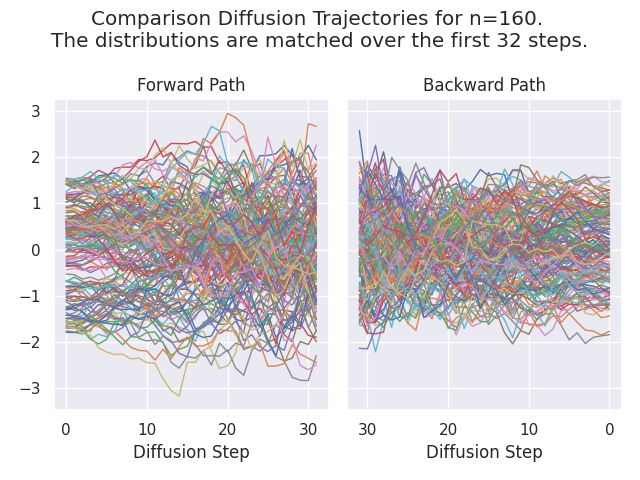 Comparison Diffusion Trajectories for n=160.
The distributions are matched over the first 32 steps.
Forward Path
Backward Path
3
2
1
0
−1
−2
−3
0 10 20 30
30 20 10 0
Diffusion Step
Diffusion Step